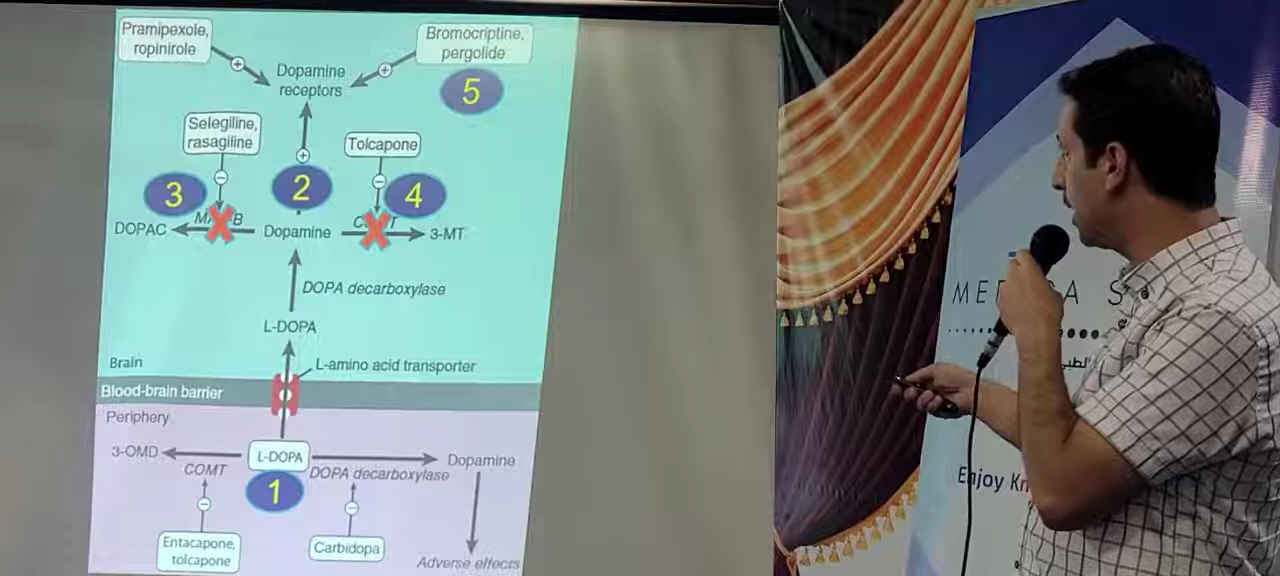 Pramipexole,
ropinirole
Bromocriptine,
pergolide
5
Dopamine
receptors
Selegiline,
rasagiline
Tolcapone
3
2
4
DOPAC
Dopamine
3-MT
DOPA decarboxylase
L-DOPA
Brain
L-amino acid transporter
Blood-brain barrier
Periphery
3-OMD
L-DOPA
Dopamine
COMT
DOPA decarboxylase
1
Entacapone,
tolcapone
Carbidopa
Adverse effects
Enjoy